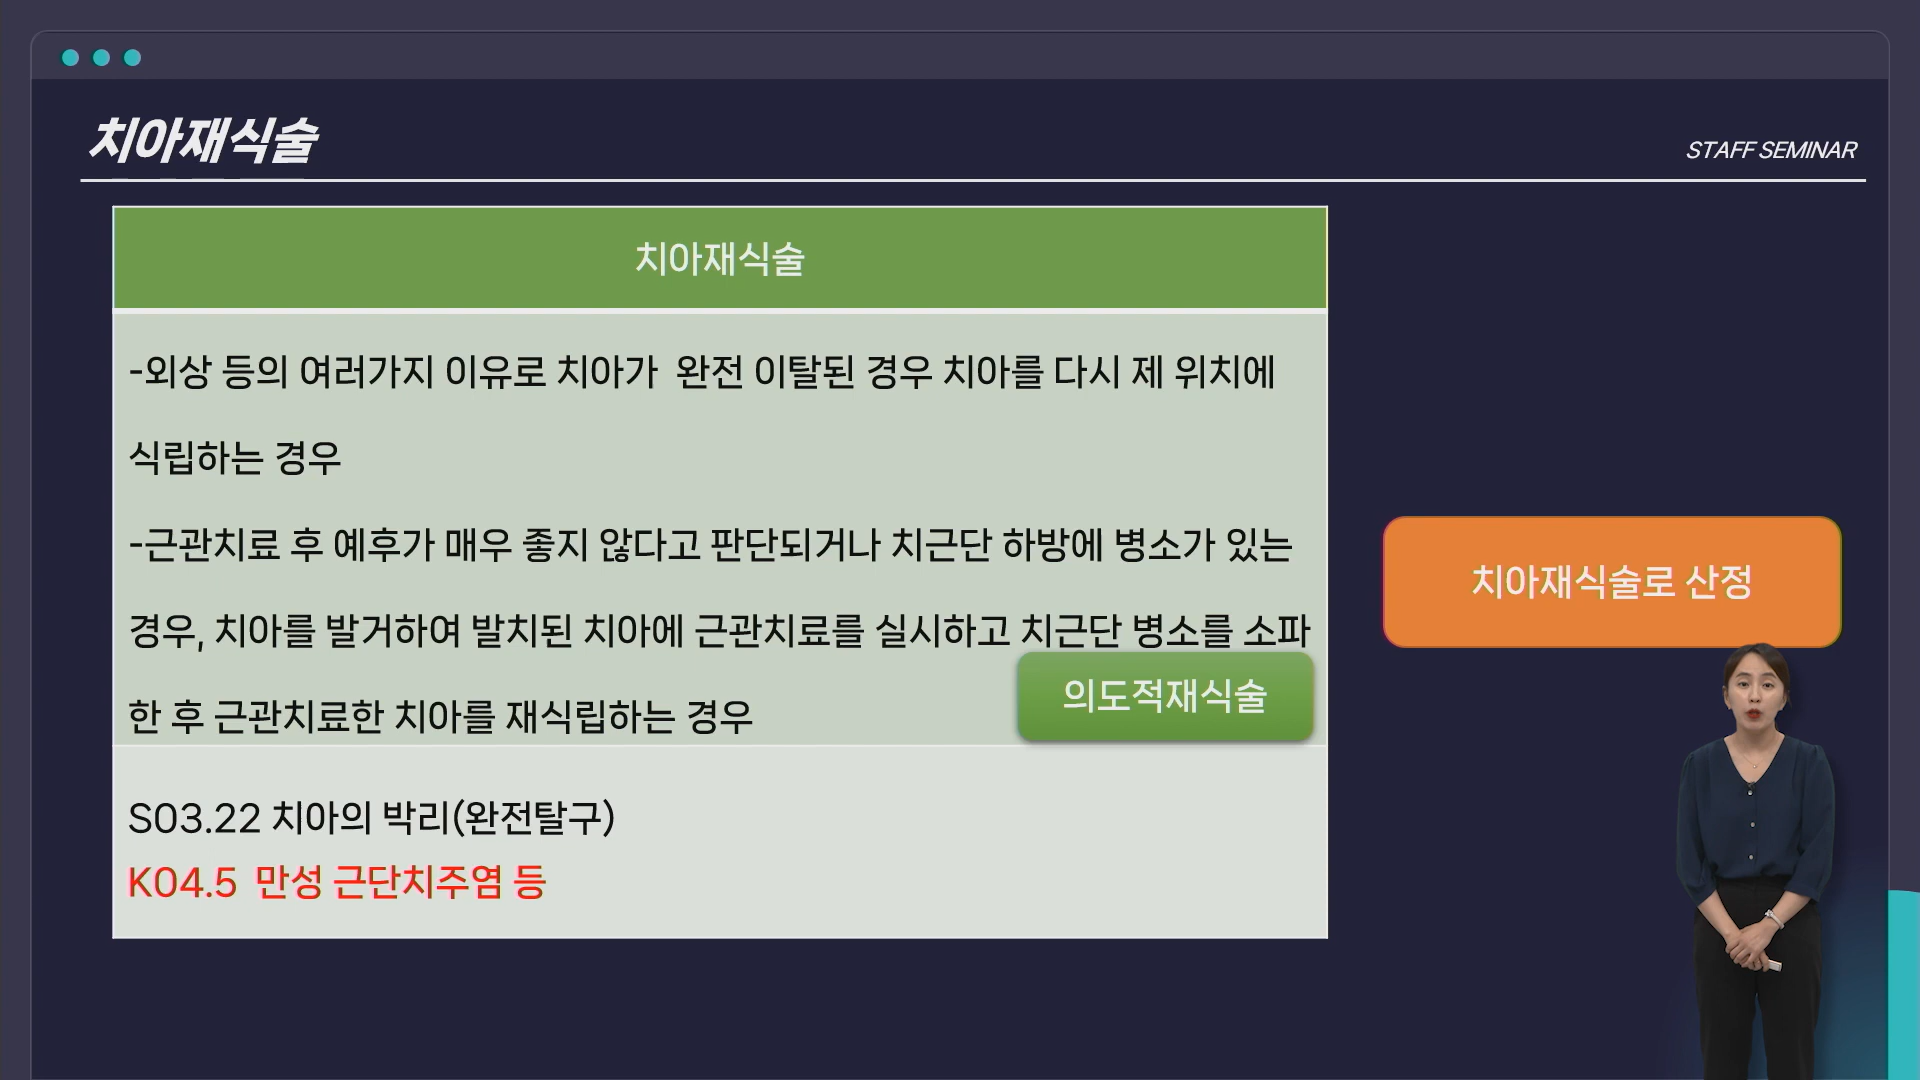 치아재식술
STAFF SEMINAR
치아재식술
-외상 등의 여러가지 이유로 치아가 완전 이탈된 경우 치아를 다시 제 위치에
식립하는 경우
-근관치료 후 예후가 매우 좋지 않다고 판단되거나 치근단 하방에 병소가 있는
경우, 치아를 발거하여 발치된 치아에 근관치료를 실시하고 치근단 병소를 소파
한 후 근관치료한 치아를 재식립하는 경우
의도적재식술
치아재식술로 산정
S03.22 치아의 박리(완전탈구)
K04.5 만성 근단치주염 등